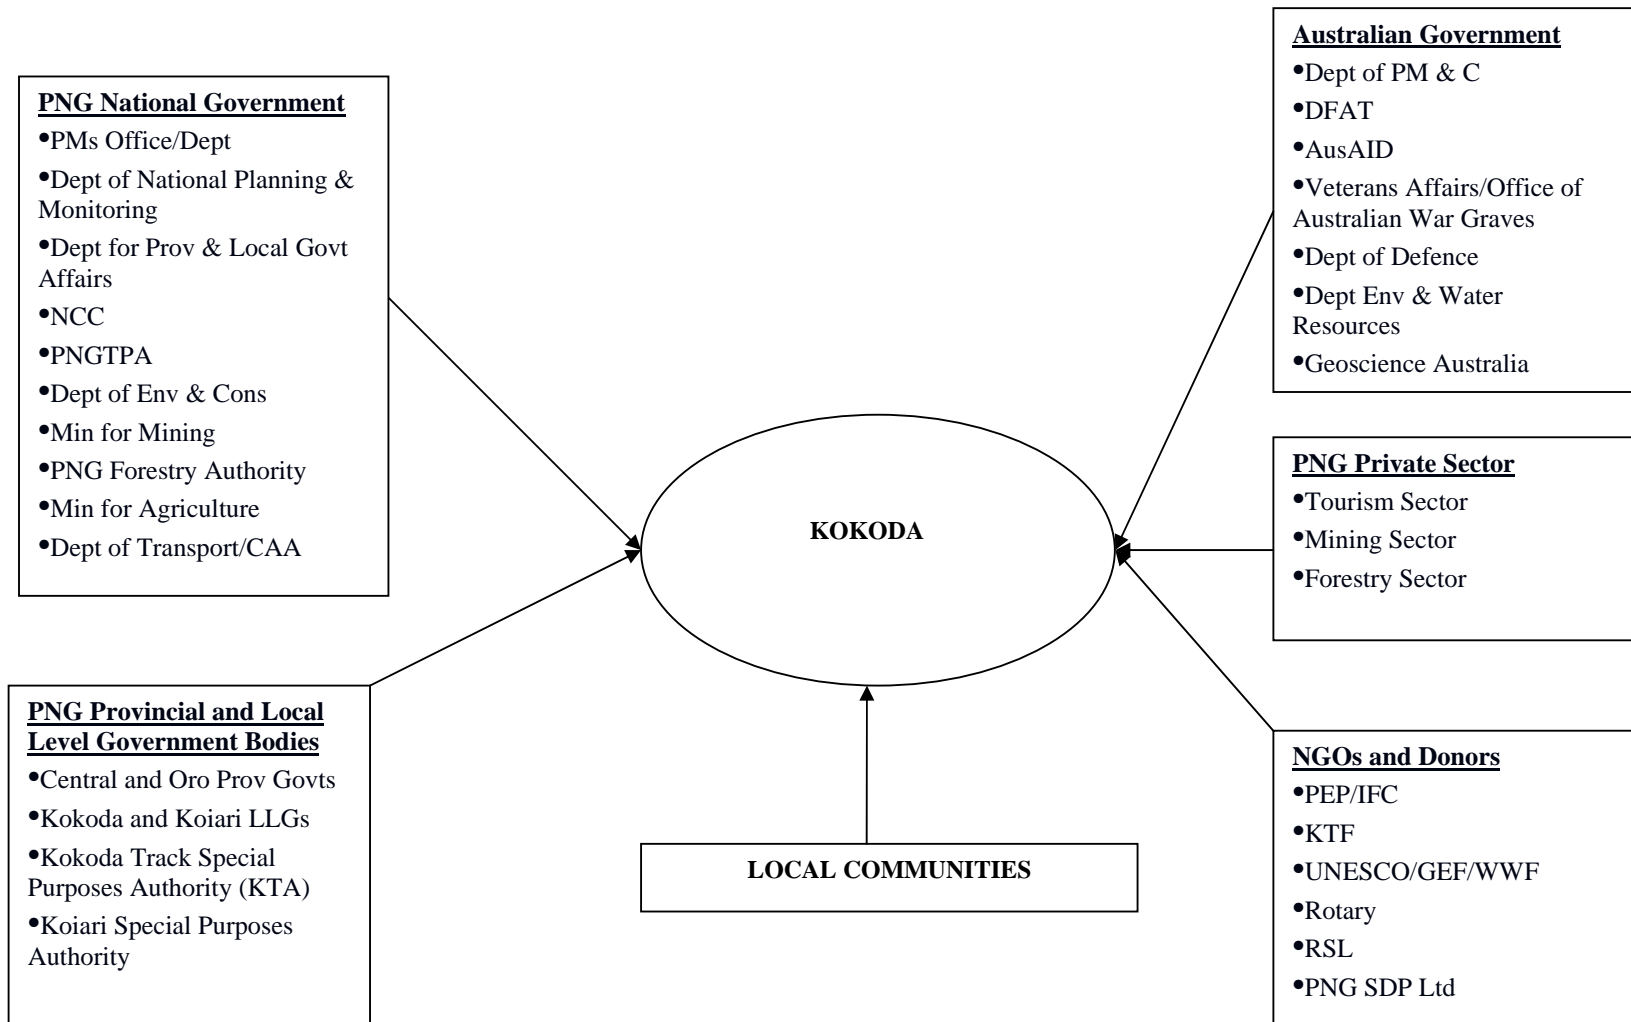 PNG National Government
•PMs Office/Dept
•Dept of National Planning &
Monitoring
•Dept for Prov & Local Govt
Affairs
•NCC
•PNGTPA
•Dept of Env & Cons
•Min for Mining
•PNG Forestry Authority
•Min for Agriculture
•Dept of Transport/CAA
PNG Provincial and Local
Level Government Bodies
•Central and Oro Prov Govts
•Kokoda and Koiari LLGs
•Kokoda Track Special
Purposes Authority (KTA)
•Koiari Special Purposes
Authority
KOKODA
LOCAL COMMUNITIES
Australian Government
•Dept of PM & C
•DFAT
•AusAID
•Veterans Affairs/Office of
Australian War Graves
•Dept of Defence
•Dept Env & Water
Resources
•Geoscience Australia
PNG Private Sector
•Tourism Sector
•Mining Sector
•Forestry Sector
NGOs and Donors
•PEP/IFC
•KTF
•UNESCO/GEF/WWF
•Rotary
•RSL
•PNG SDP Ltd